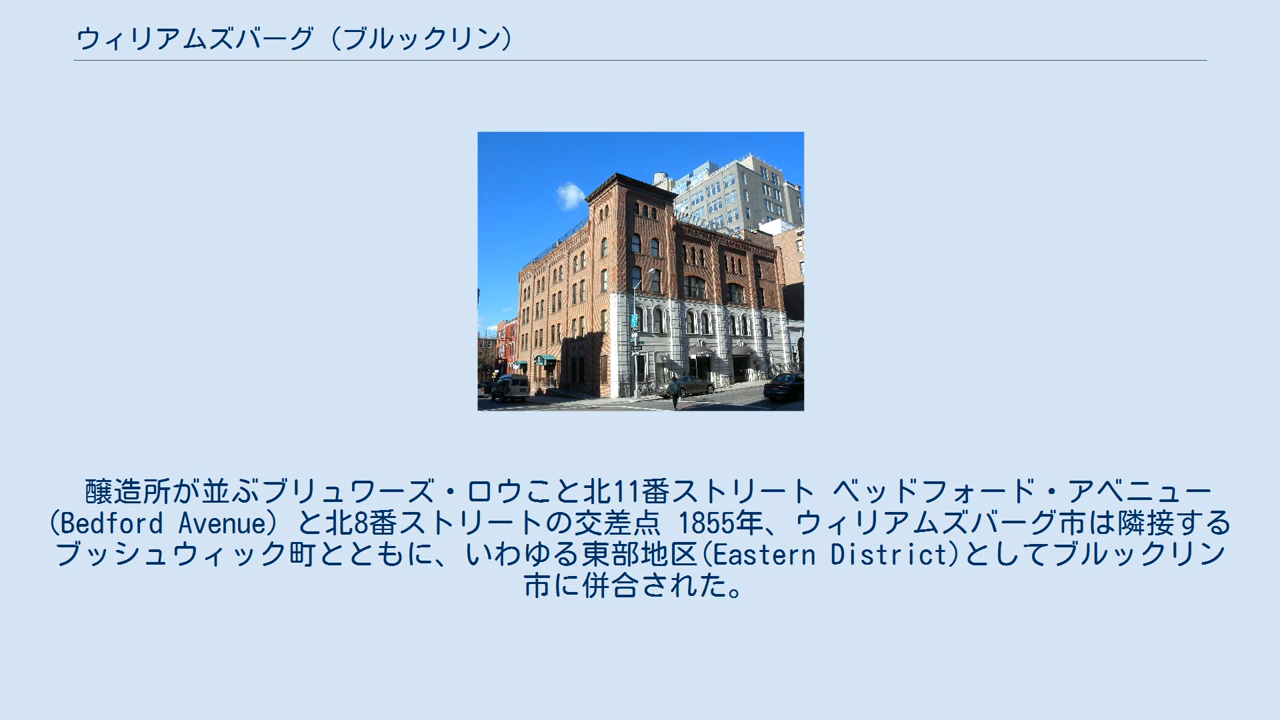 ウィリアムズバーグ（ブルックリン）
醸造所が並ぶブリュワーズ・ロウこと北11番ストリート ベッドフォード・アベニュー
(Bedford Avenue) と北8番ストリートの交差点 1855年、ウィリアムズバーグ市は隣接する
ブッシュウィック町とともに、いわゆる東部地区(Eastern District)としてブルックリン
市に併合された。